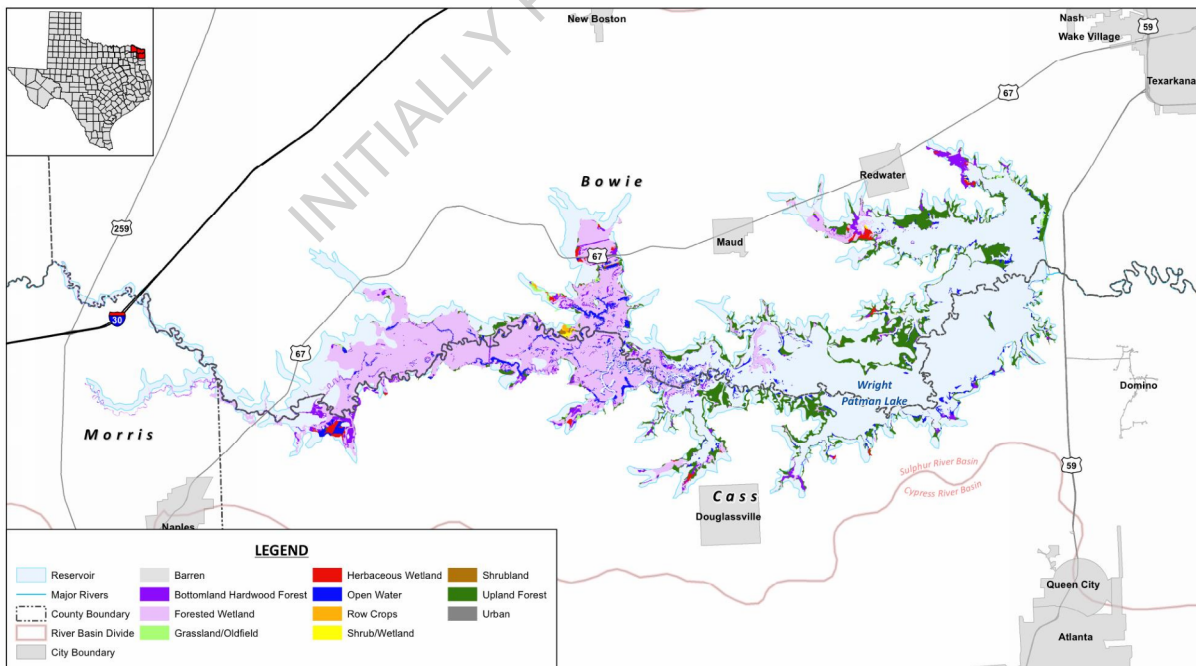 INITIALLY P
New Boston
Nash
Wake Village
59
Texarkana
67
Redwater
Bowie
259
Maud
67
30
67
Wright
Patman Lake
Domino
Morris
Sulphur River Basin
Cypress River Basin
59
Cass
Douglassville
Naples
Queen City
Atlanta
LEGEND
Reservoir
Major Rivers
County Boundary
River Basin Divide
City Boundary
Barren
Bottomland Hardwood Forest
Forested Wetland
Grassland/Oldfield
Herbaceous Wetland
Open Water
Row Crops
Shrub/Wetland
Shrubland
Upland Forest
Urban